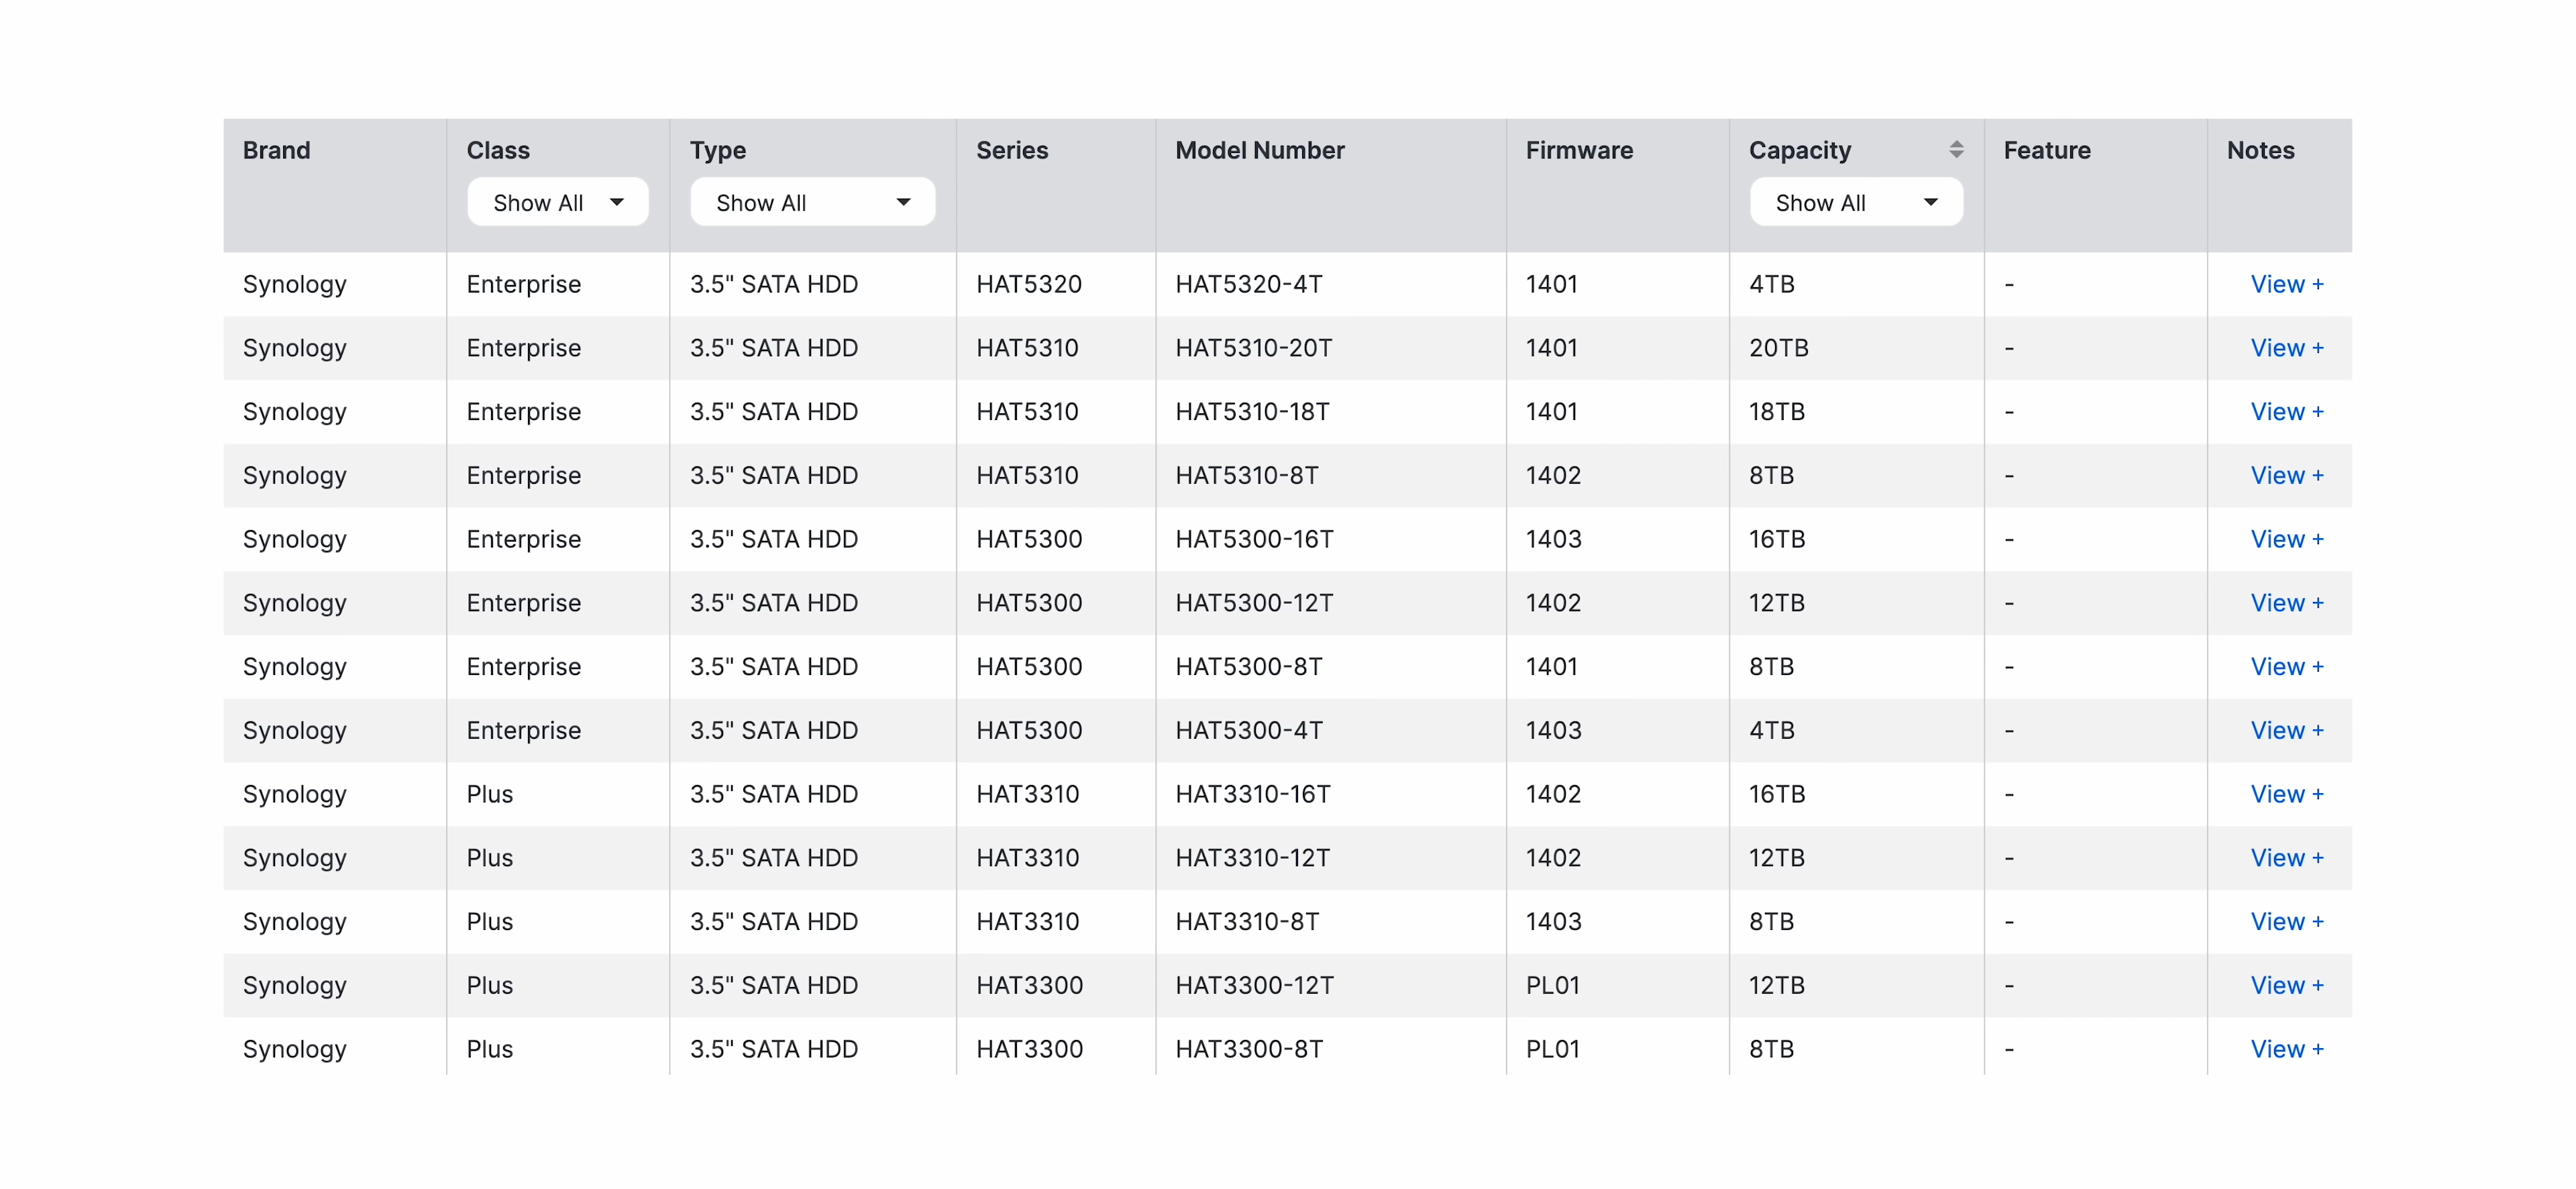 Brand Class Type Series Model Number Firmware Capacity Feature Notes
Show All Show All Show All
Synology Enterprise 3.5" SATA HDD HAT5320 HAT5320-4T 1401 4TB - View +
Synology Enterprise 3.5" SATA HDD HAT5310 HAT5310-20T 1401 20TB - View +
Synology Enterprise 3.5" SATA HDD HAT5310 HAT5310-18T 1401 18TB - View +
Synology Enterprise 3.5" SATA HDD HAT5310 HAT5310-8T 1402 8TB - View +
Synology Enterprise 3.5" SATA HDD HAT5300 HAT5300-16T 1403 16TB - View +
Synology Enterprise 3.5" SATA HDD HAT5300 HAT5300-12T 1402 12TB - View +
Synology Enterprise 3.5" SATA HDD HAT5300 HAT5300-8T 1401 8TB - View +
Synology Enterprise 3.5" SATA HDD HAT5300 HAT5300-4T 1403 4TB - View +
Synology Plus 3.5" SATA HDD HAT3310 HAT3310-16T 1402 16TB - View +
Synology Plus 3.5" SATA HDD HAT3310 HAT3310-12T 1402 12TB - View +
Synology Plus 3.5" SATA HDD HAT3310 HAT3310-8T 1403 8TB - View +
Synology Plus 3.5" SATA HDD HAT3300 HAT3300-12T PL01 12TB - View +
Synology Plus 3.5" SATA HDD HAT3300 HAT3300-8T PL01 8TB - View +